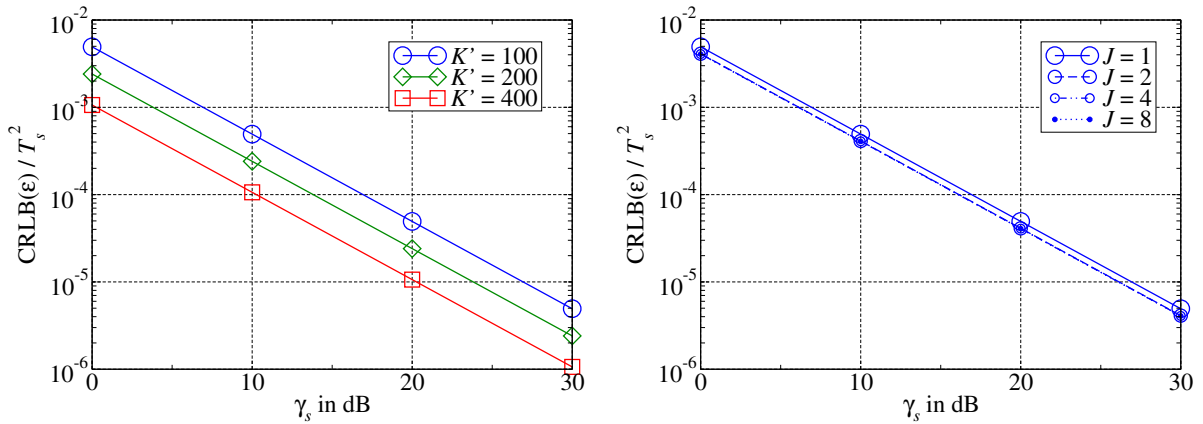 10^-2
10^-3
10^-4
10^-5
10^-6
CRLB(ε) / T_s^2
K' = 100
K' = 200
K' = 400
0 10 20 30
γ_s in dB
10^-2
10^-3
10^-4
10^-5
10^-6
CRLB(ε) / T_s^2
J = 1
J = 2
J = 4
J = 8
0 10 20 30
γ_s in dB